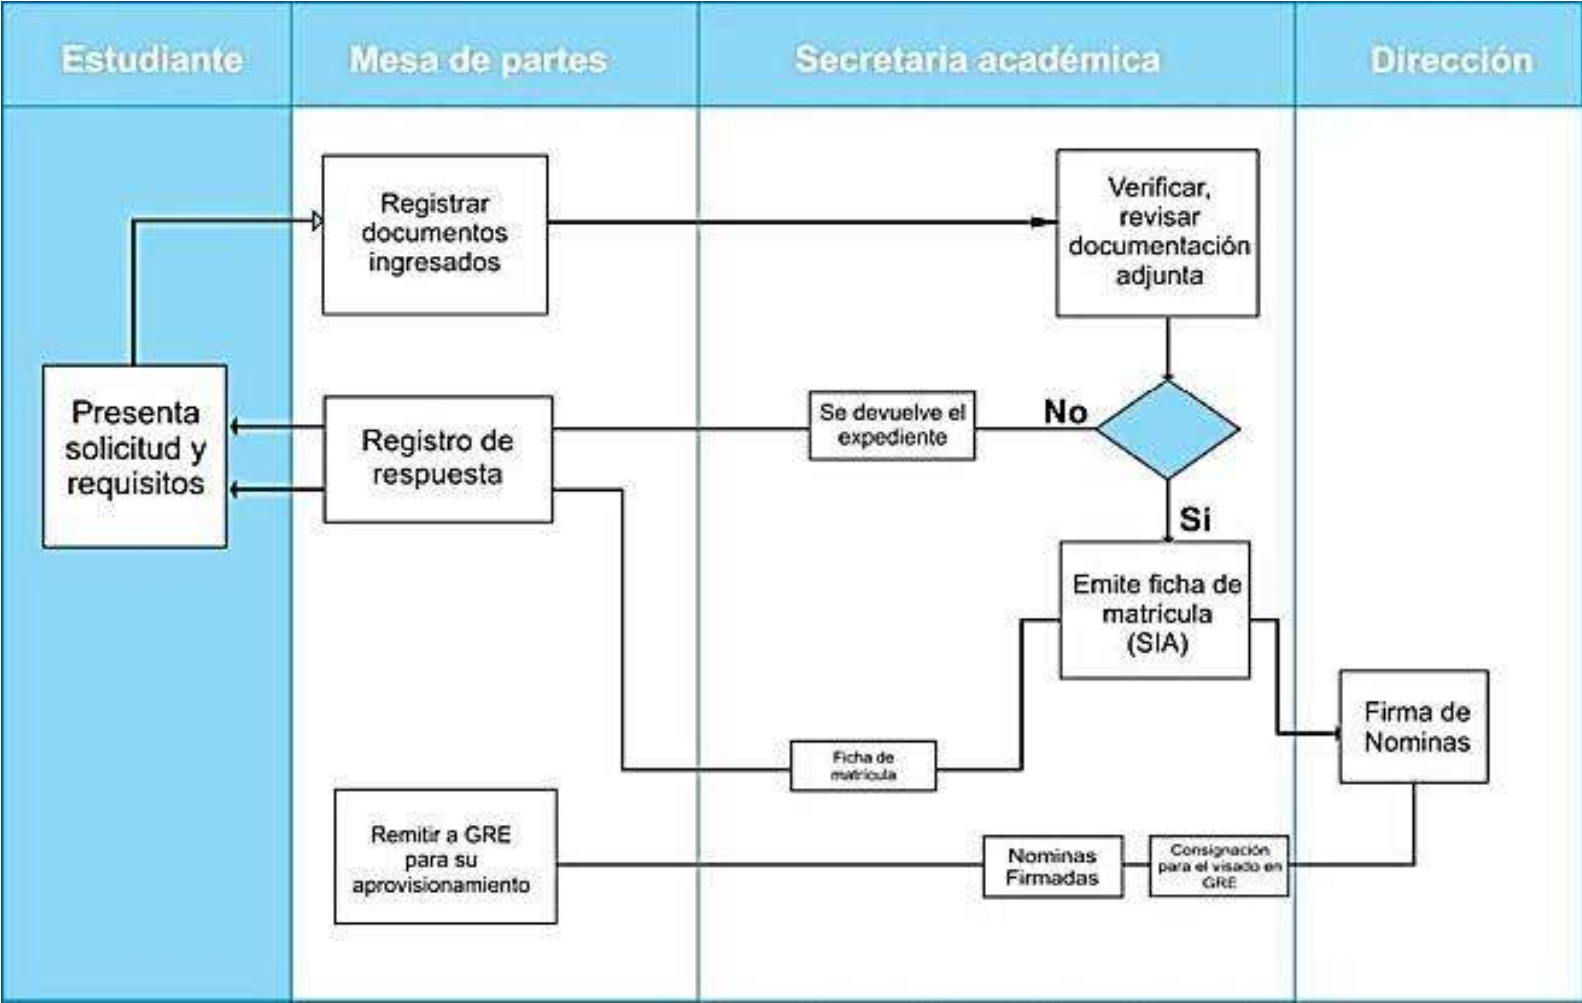 Estudiante
Mesa de partes
Secretaria académica
Dirección
Registrar
documentos
ingresados
Verificar,
revisar
documentación
adjunta
Presenta
solicitud y
requisitos
Registro de
respuesta
Se devuelve el
expediente
No
Sí
Emite ficha de
matricula
(SIA)
Firma de
Nominas
Ficha de
matricula
Remitir a GRE
para su
aprovisionamiento
Nominas
Firmadas
Consignación
para el visado en
GRE